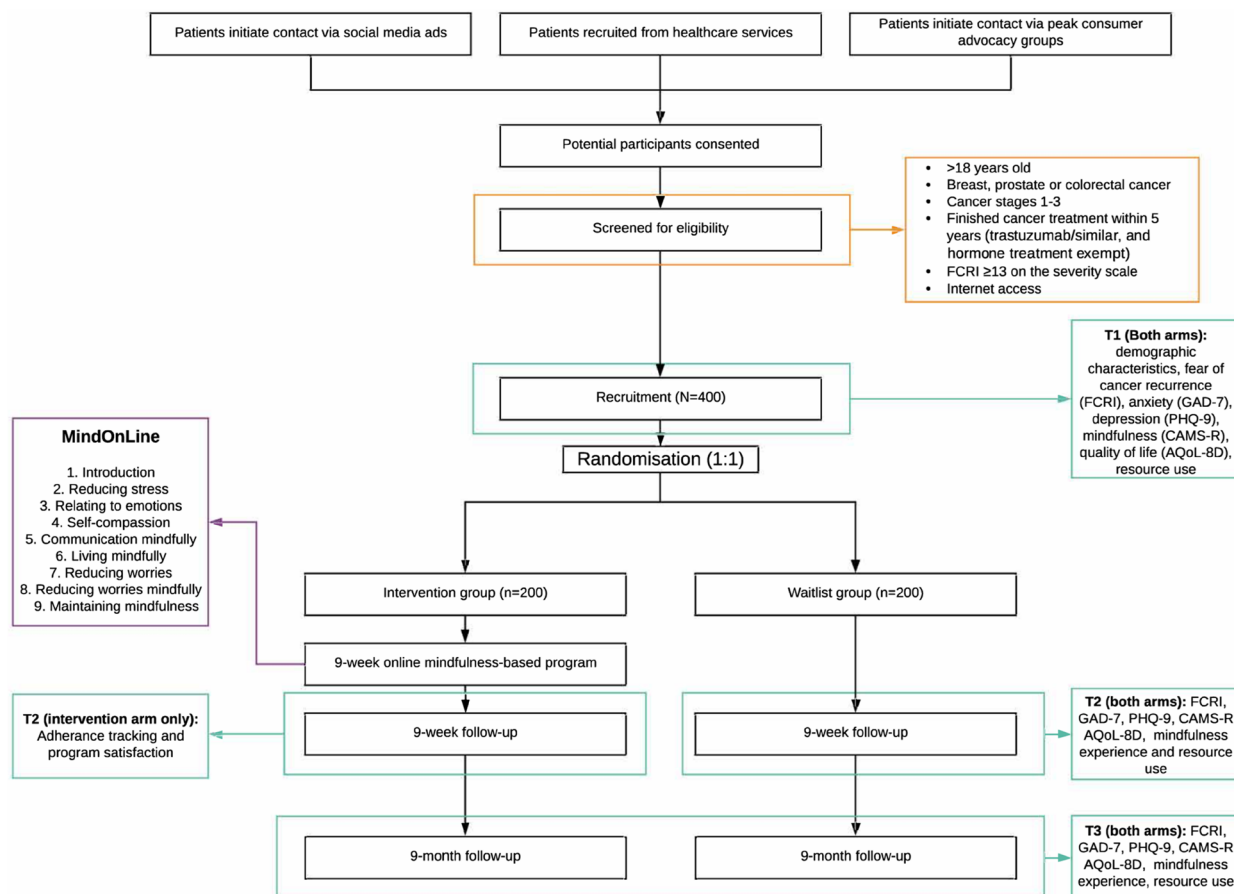 Patients initiate contact via social media ads
Patients recruited from healthcare services
Patients initiate contact via peak consumer
advocacy groups
Potential participants consented
Screened for eligibility
• >18 years old
• Breast, prostate or colorectal cancer
• Cancer stages 1-3
• Finished cancer treatment within 5
years (trastuzumab/similar, and
hormone treatment exempt)
• FCRI ≥13 on the severity scale
• Internet access
Recruitment (N=400)
T1 (Both arms):
demographic
characteristics, fear of
cancer recurrence
(FCRI), anxiety (GAD-7),
depression (PHQ-9),
mindfulness (CAMS-R),
quality of life (AQoL-8D),
resource use
Randomisation (1:1)
MindOnLine
1. Introduction
2. Reducing stress
3. Relating to emotions
4. Self-compassion
5. Communication mindfully
6. Living mindfully
7. Reducing worries
8. Reducing worries mindfully
9. Maintaining mindfulness
Intervention group (n=200)
Waitlist group (n=200)
9-week online mindfulness-based program
T2 (intervention arm only):
Adherance tracking and
program satisfaction
9-week follow-up
9-week follow-up
T2 (both arms): FCRI,
GAD-7, PHQ-9, CAMS-R
AQoL-8D, mindfulness
experience and resource
use
9-month follow-up
9-month follow-up
T3 (both arms): FCRI,
GAD-7, PHQ-9, CAMS-R
AQoL-8D, mindfulness
experience, resource use